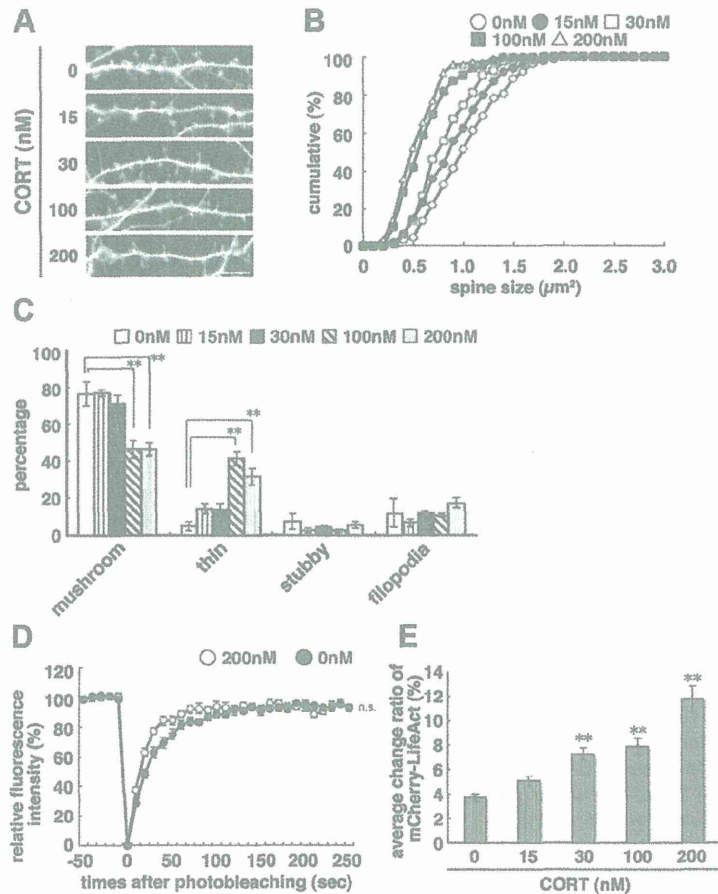 A
CORT (nM)
0
15
30
100
200
B
0nM 15nM 30nM
100nM 200nM
cumulative (%)
100
80
60
40
20
0
0 0.5 1.0 1.5 2.0 2.5 3.0
spine size (µm²)
C
0nM 15nM 30nM 100nM 200nM
percentage
100
80
60
40
20
0
** **
** **
mushroom
thin
stubby
filopodia
D
200nM 0nM
relative fluorescence
intensity (%)
120
100
80
60
40
20
0
n.s.
-50 0 50 100 150 200 250
times after photobleaching (sec)
E
average change ratio of
mCherry-LifeAct (%)
14
12
10
8
6
4
2
0
** ** **
0 15 30 100 200
CORT (nM)